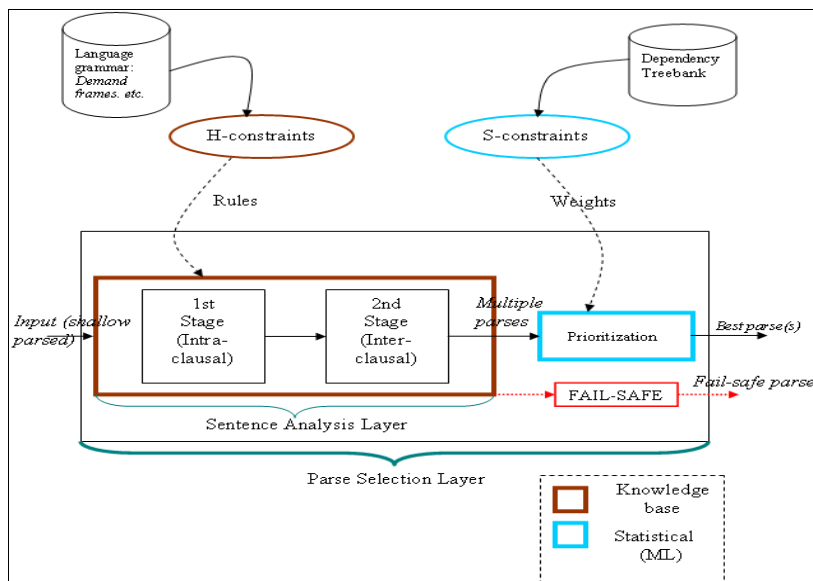 Language
grammar:
Demand
frames. etc.
Dependency
Treebank
H-constraints
S-constraints
Rules
Weights
Input (shallow
parsed)
1st
Stage
(Intra-
clausal)
2nd
Stage
(Inter-
clausal)
Multiple
parses
Prioritization
Best parse(s)
FAIL-SAFE
Fail-safe parse
Sentence Analysis Layer
Parse Selection Layer
Knowledge
base
Statistical
(ML)